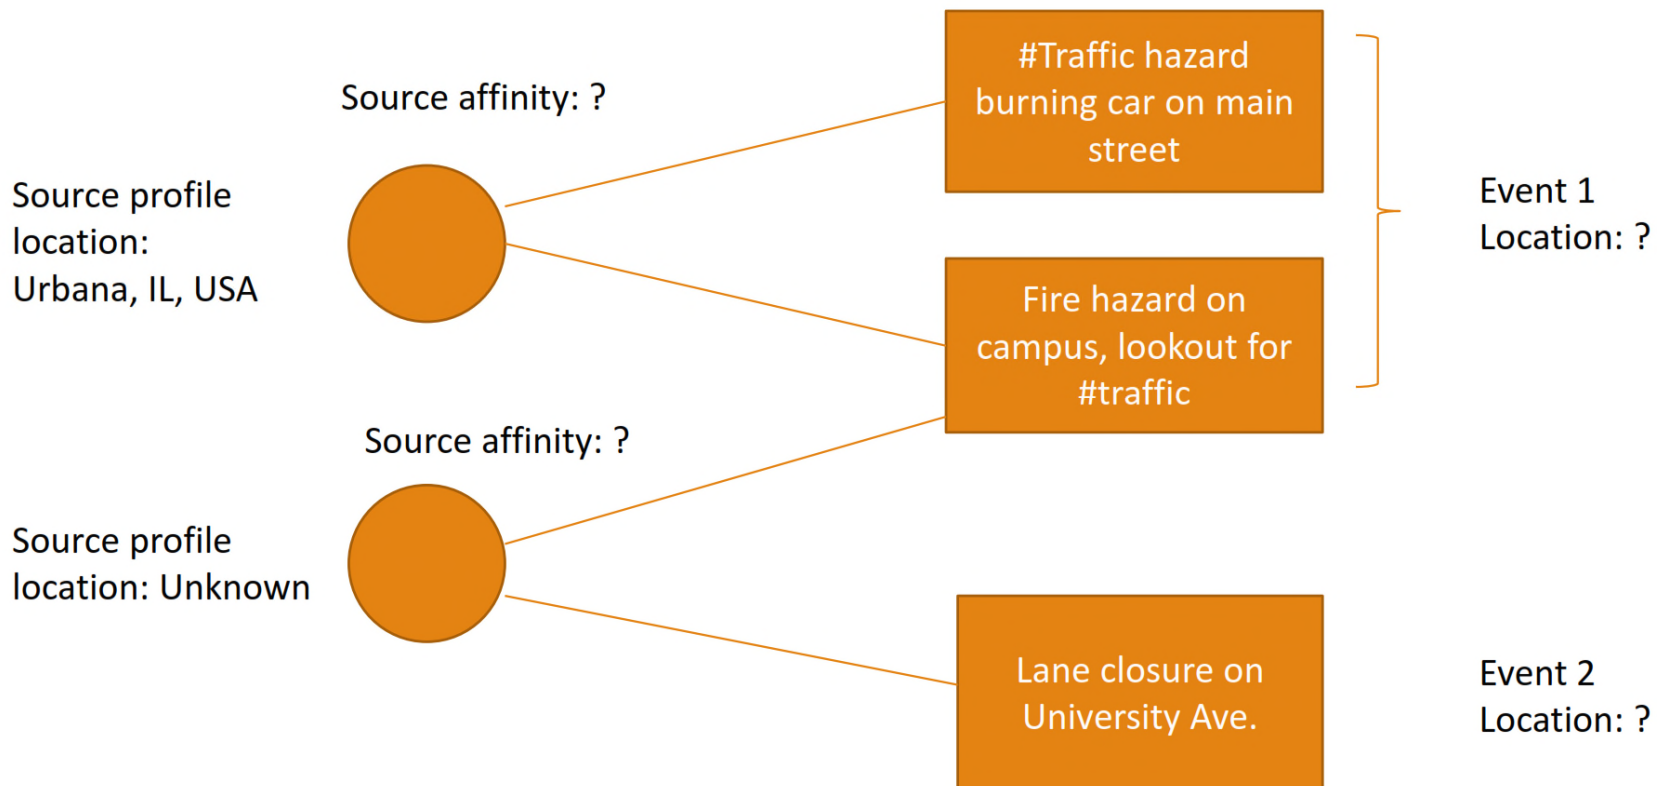 #Traffic hazard
burning car on main
street
Source affinity: ?
Source profile
location:
Urbana, IL, USA
Event 1
Location: ?
Fire hazard on
campus, lookout for
#traffic
Source affinity: ?
Source profile
location: Unknown
Lane closure on
University Ave.
Event 2
Location: ?